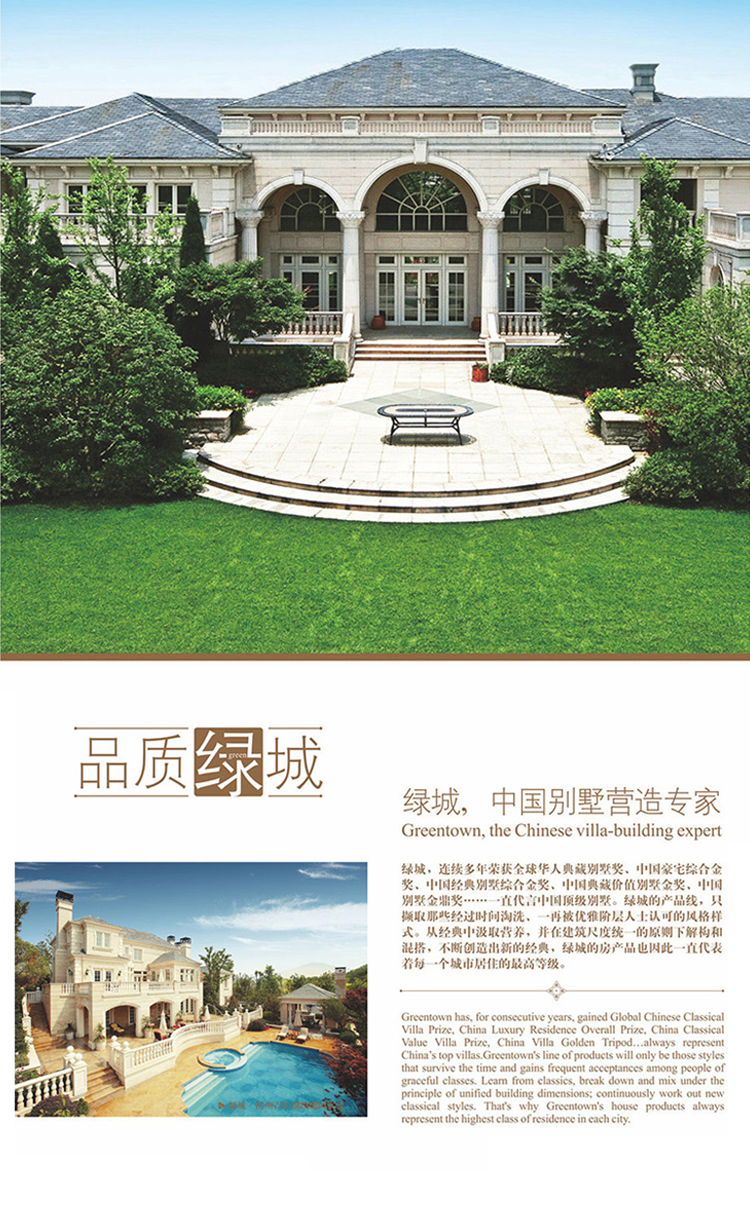 品质绿城
green
绿城，中国别墅营造专家
Greentown, the Chinese villa-building expert
绿城，连续多年荣获全球华人典藏别墅奖、中国豪宅综合金
奖、中国经典别墅综合金奖、中国典藏价值别墅金奖、中国
别墅金鼎奖……一直代言中国顶级别墅。绿城的产品线，只
撷取那些经过时间淘洗、一再被优雅阶层人士认可的风格样
式。从经典中汲取营养，并在建筑尺度统一的原则下解构和
混搭，不断创造出新的经典，绿城的房产品也因此一直代表
着每一个城市居住的最高等级。
Greentown has, for consecutive years, gained Global Chinese Classical
Villa Prize, China Luxury Residence Overall Prize, China Classical
Value Villa Prize, China Villa Golden Tripod…always represent
China's top villas.Greentown's line of products will only be those styles
that survive the time and gains frequent acceptances among people of
graceful classes. Learn from classics, break down and mix under the
principle of unified building dimensions; continuously work out new
classical styles. That's why Greentown's house products always
represent the highest class of residence in each city.